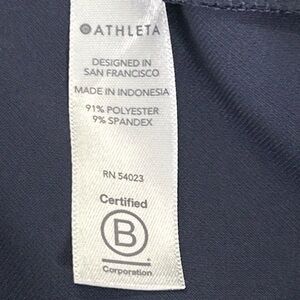 ATHLETA
DESIGNED IN
SAN FRANCISCO
MADE IN INDONESIA
91% POLYESTER
9% SPANDEX
RN 54023
Certified
B
Corporation